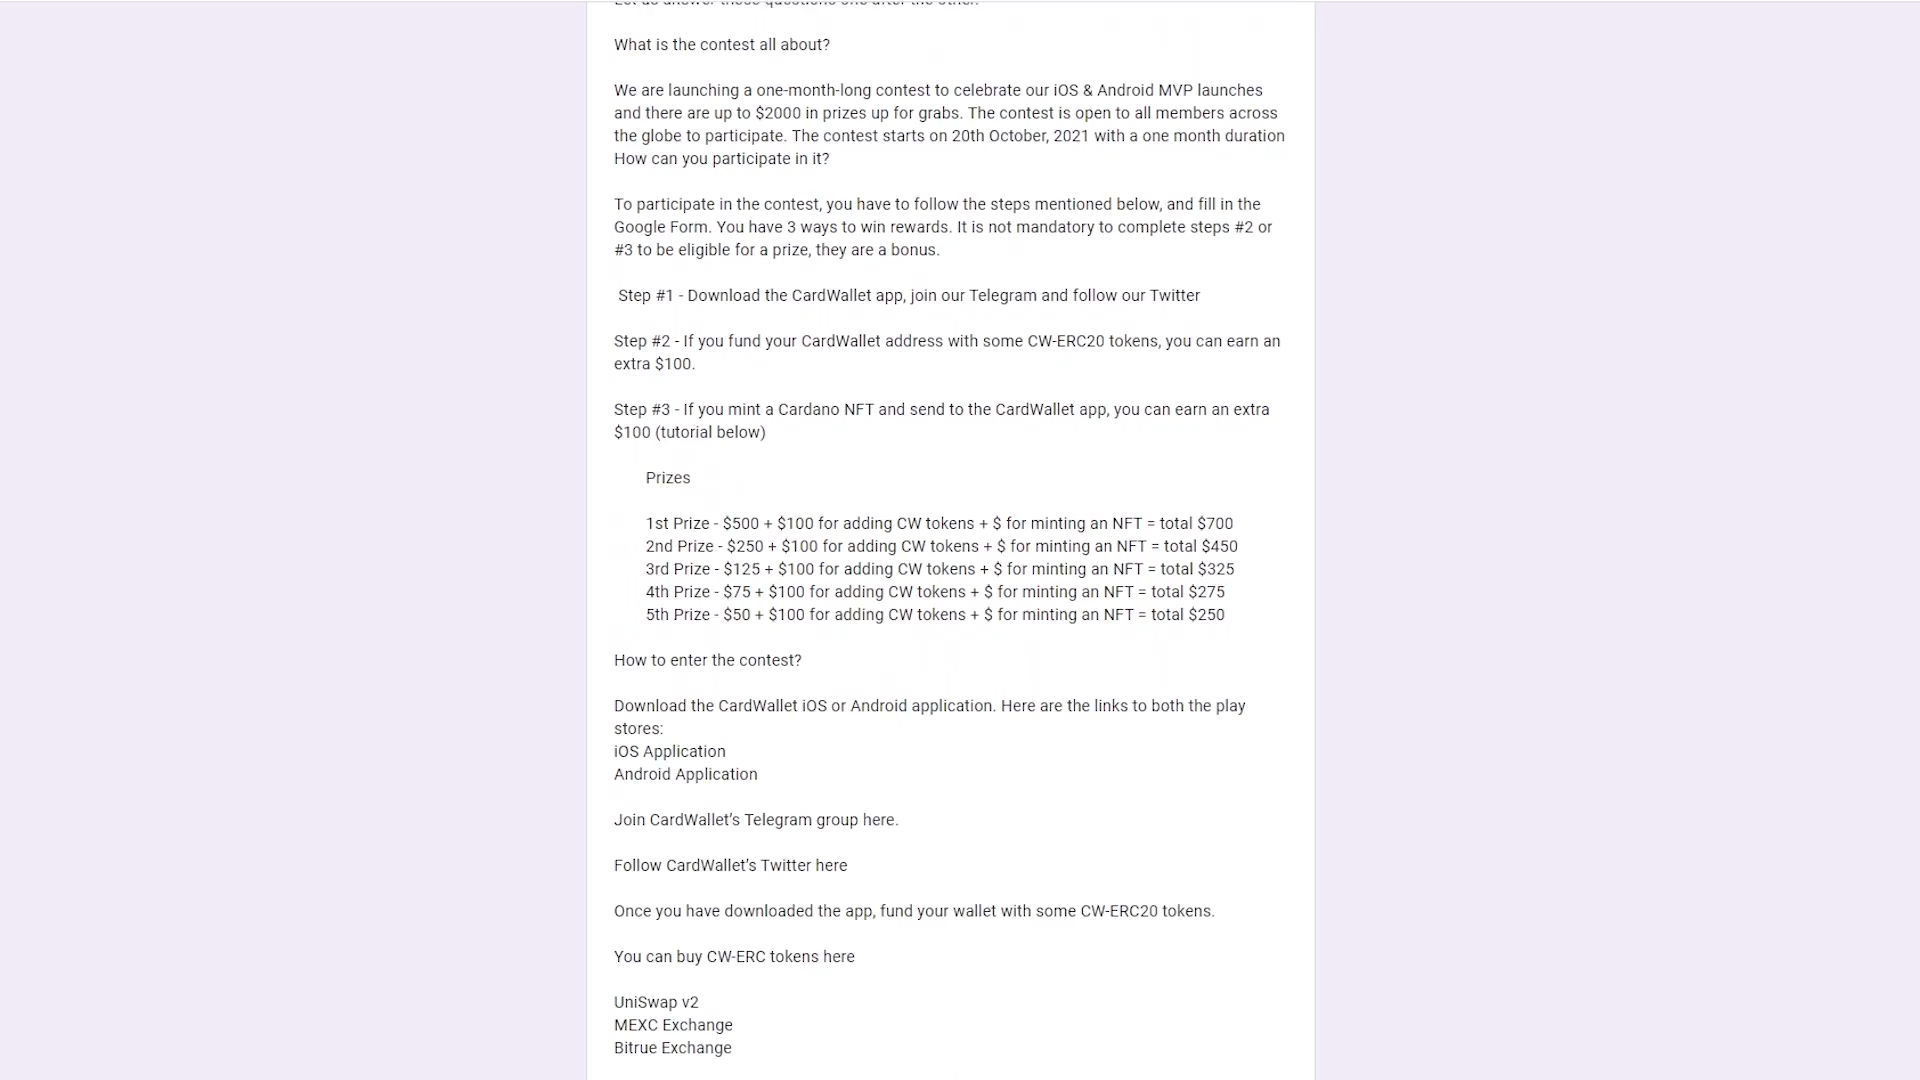 What is the contest all about?
We are launching a one-month-long contest to celebrate our iOS & Android MVP launches
and there are up to $2000 in prizes up for grabs. The contest is open to all members across
the globe to participate. The contest starts on 20th October, 2021 with a one month duration
How can you participate in it?
To participate in the contest, you have to follow the steps mentioned below, and fill in the
Google Form. You have 3 ways to win rewards. It is not mandatory to complete steps #2 or
#3 to be eligible for a prize, they are a bonus.
Step #1 - Download the CardWallet app, join our Telegram and follow our Twitter
Step #2 - If you fund your CardWallet address with some CW-ERC20 tokens, you can earn an
extra $100.
Step #3 - If you mint a Cardano NFT and send to the CardWallet app, you can earn an extra
$100 (tutorial below)
Prizes
1st Prize - $500 + $100 for adding CW tokens + $ for minting an NFT = total $700
2nd Prize - $250 + $100 for adding CW tokens + $ for minting an NFT = total $450
3rd Prize - $125 + $100 for adding CW tokens + $ for minting an NFT = total $325
4th Prize - $75 + $100 for adding CW tokens + $ for minting an NFT = total $275
5th Prize - $50 + $100 for adding CW tokens + $ for minting an NFT = total $250
How to enter the contest?
Download the CardWallet iOS or Android application. Here are the links to both the play
stores:
iOS Application
Android Application
Join CardWallet’s Telegram group here.
Follow CardWallet’s Twitter here
Once you have downloaded the app, fund your wallet with some CW-ERC20 tokens.
You can buy CW-ERC tokens here
UniSwap v2
MEXC Exchange
Bitrue Exchange